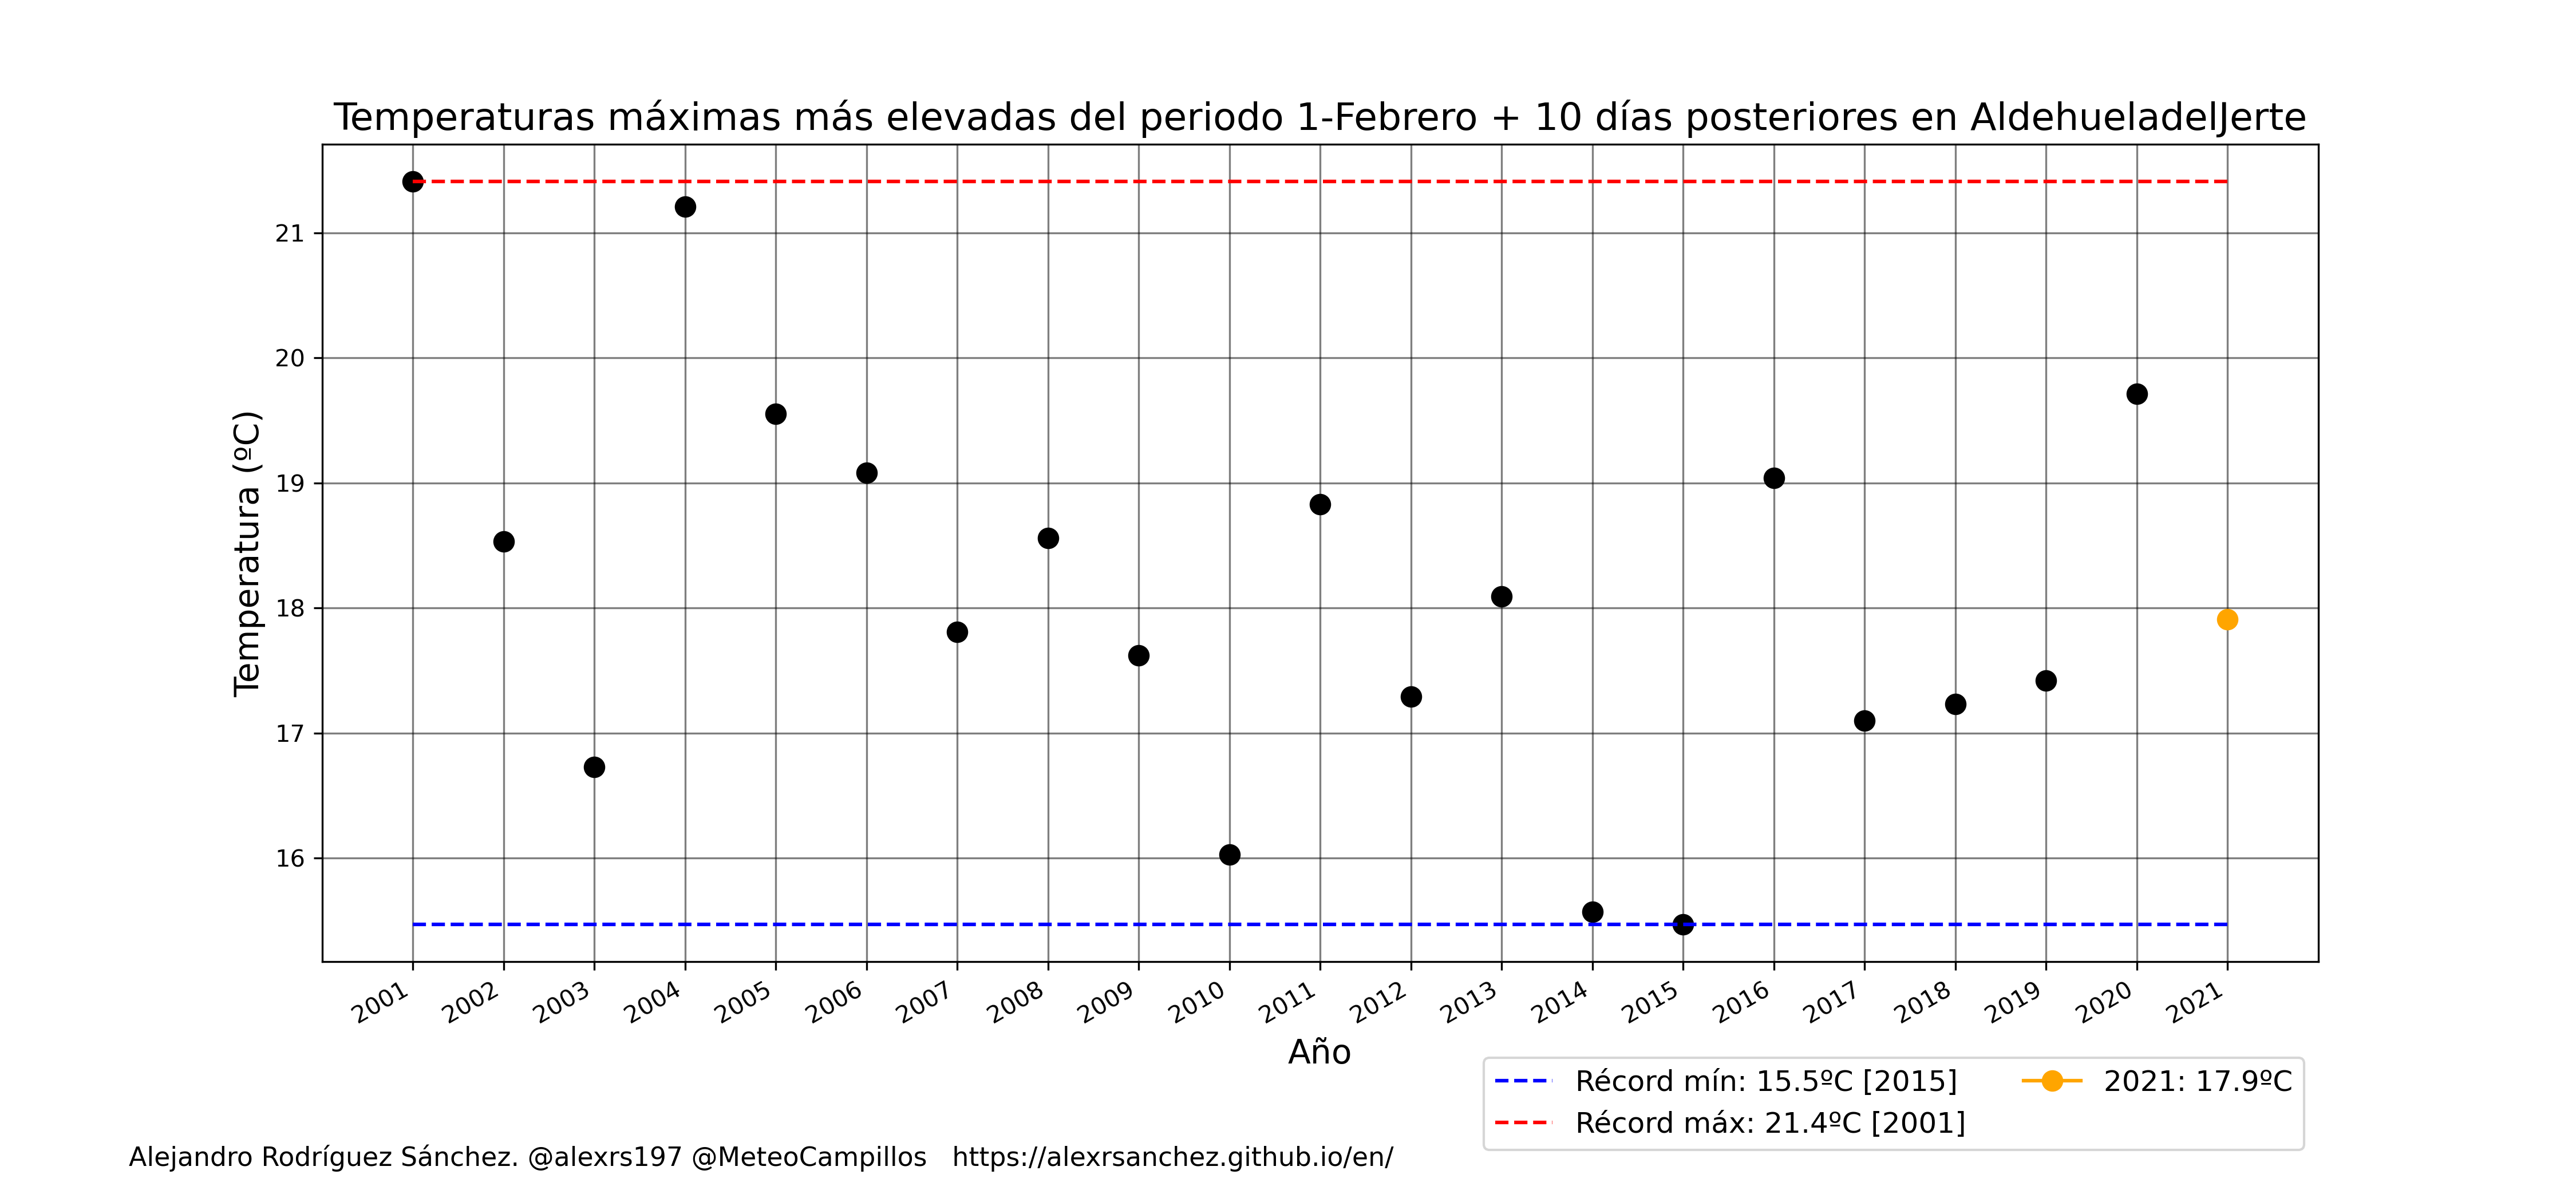 Temperaturas máximas más elevadas del periodo 1-Febrero + 10 días posteriores en AldehueladelJerte
Temperatura (ºC)
21
20
19
18
17
16
2001 2002 2003 2004 2005 2006 2007 2008 2009 2010 2011 2012 2013 2014 2015 2016 2017 2018 2019 2020 2021
Año
Récord mín: 15.5ºC [2015]
Récord máx: 21.4ºC [2001]
2021: 17.9ºC
Alejandro Rodríguez Sánchez. @alexrs197 @MeteoCampillos https://alexrsanchez.github.io/en/